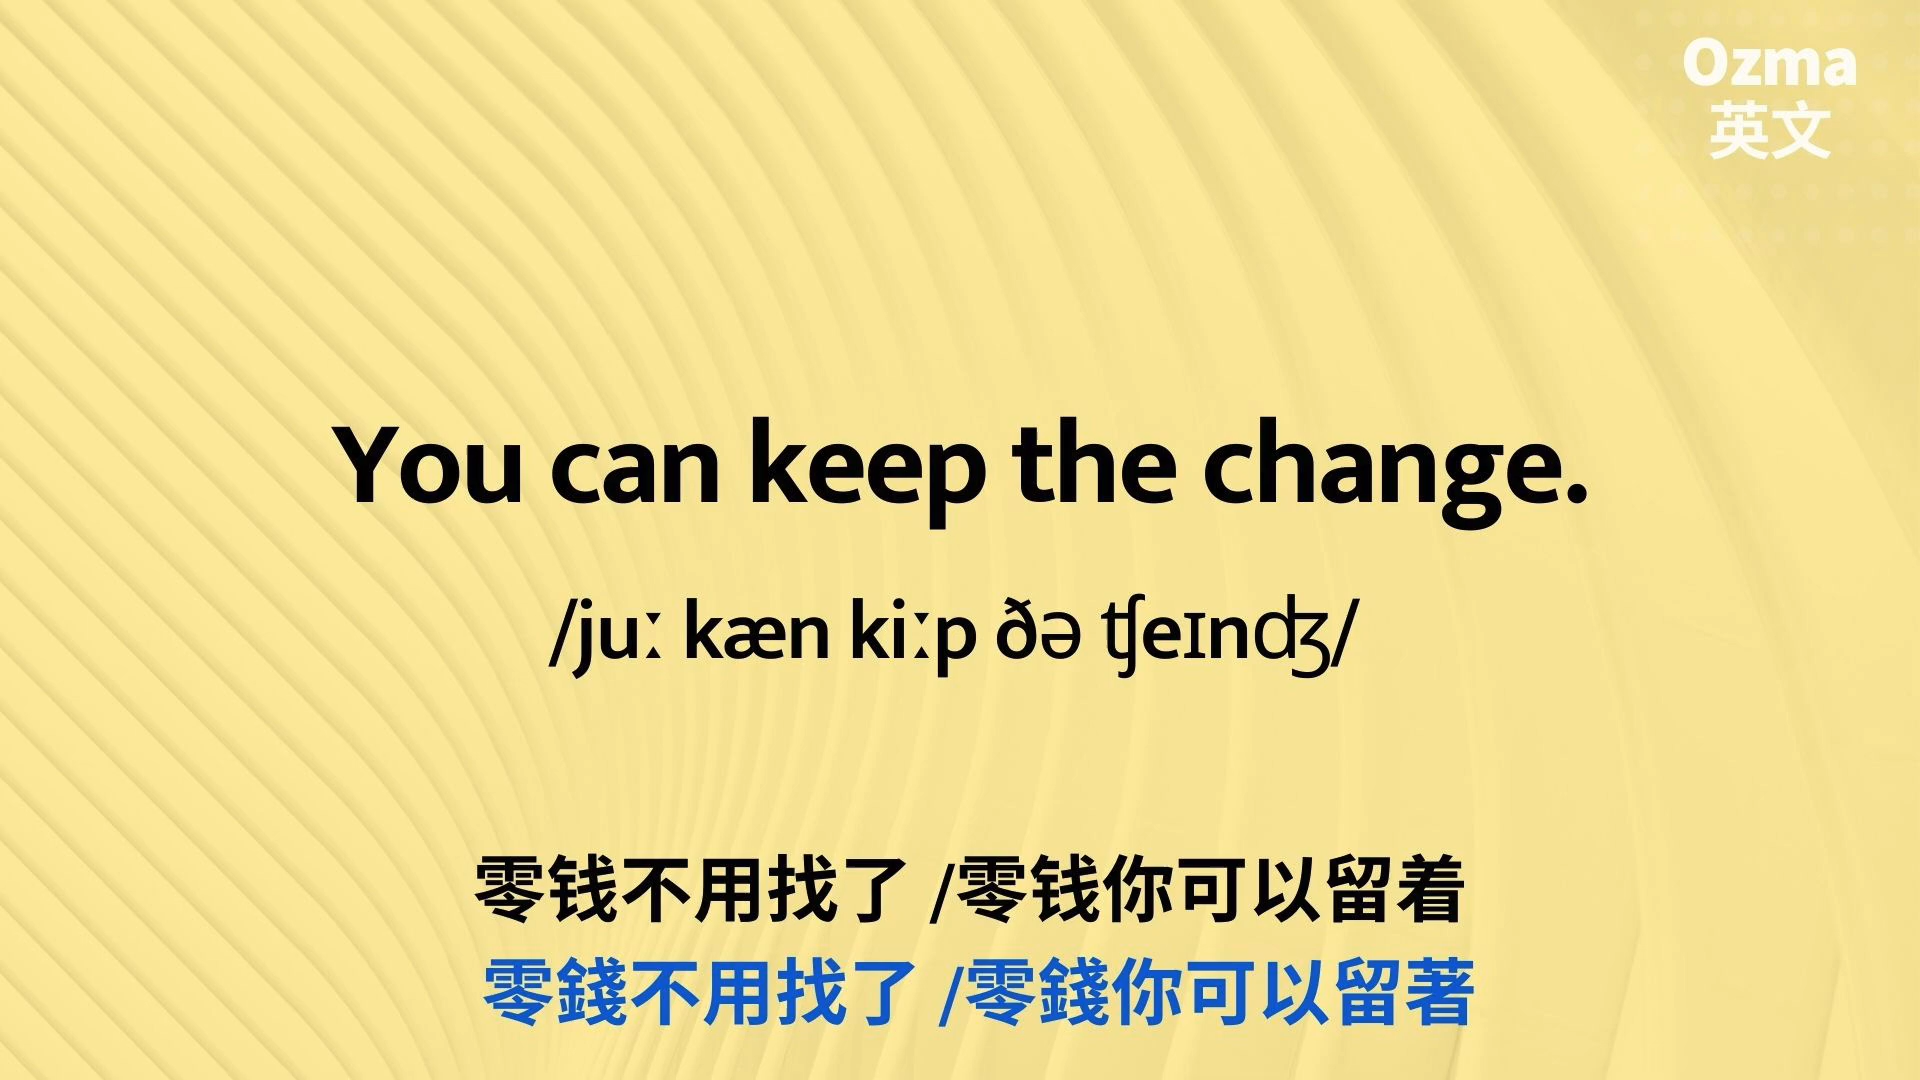 Ozma
英文
You can keep the change.
/juː kæn kiːp ðə ʧeɪnʤ/
零钱不用找了 /零钱你可以留着
零錢不用找了 /零錢你可以留著